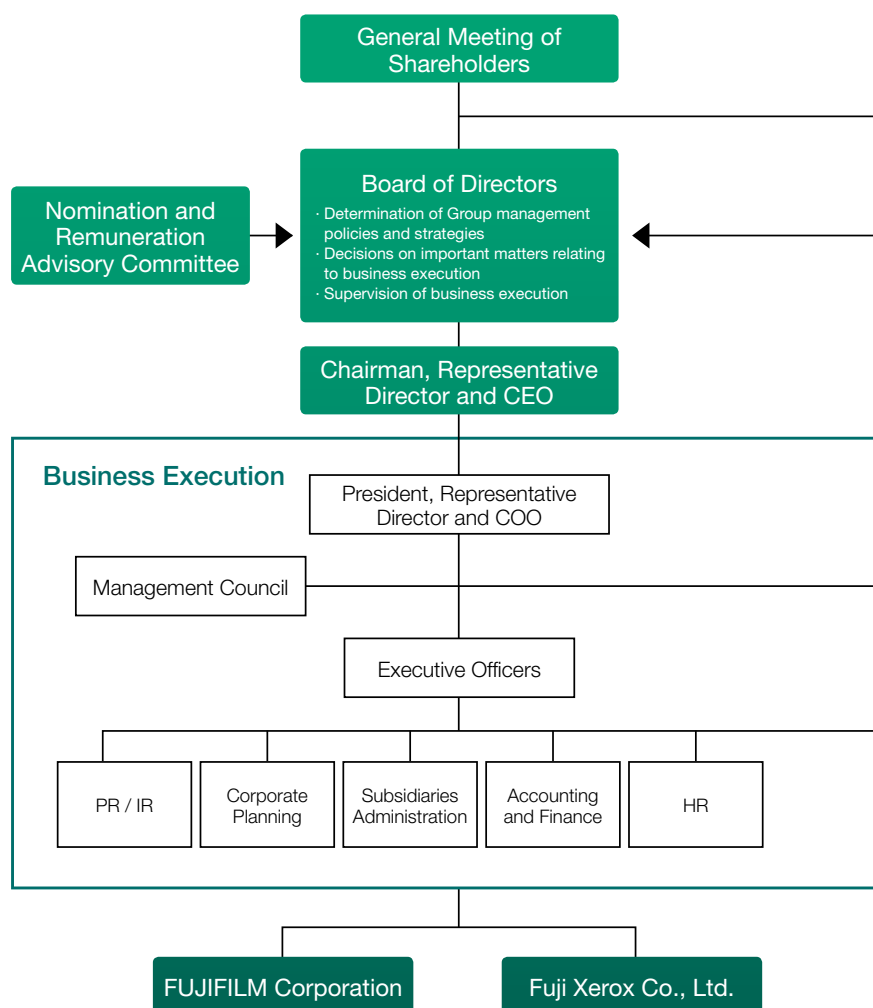 General Meeting of
Shareholders
Board of Directors
· Determination of Group management
policies and strategies
· Decisions on important matters relating
to business execution
· Supervision of business execution
Nomination and
Remuneration
Advisory Committee
Chairman, Representative
Director and CEO
Business Execution
President, Representative
Director and COO
Management Council
Executive Officers
PR / IR
Corporate
Planning
Subsidiaries
Administration
Accounting
and Finance
HR
FUJIFILM Corporation
Fuji Xerox Co., Ltd.